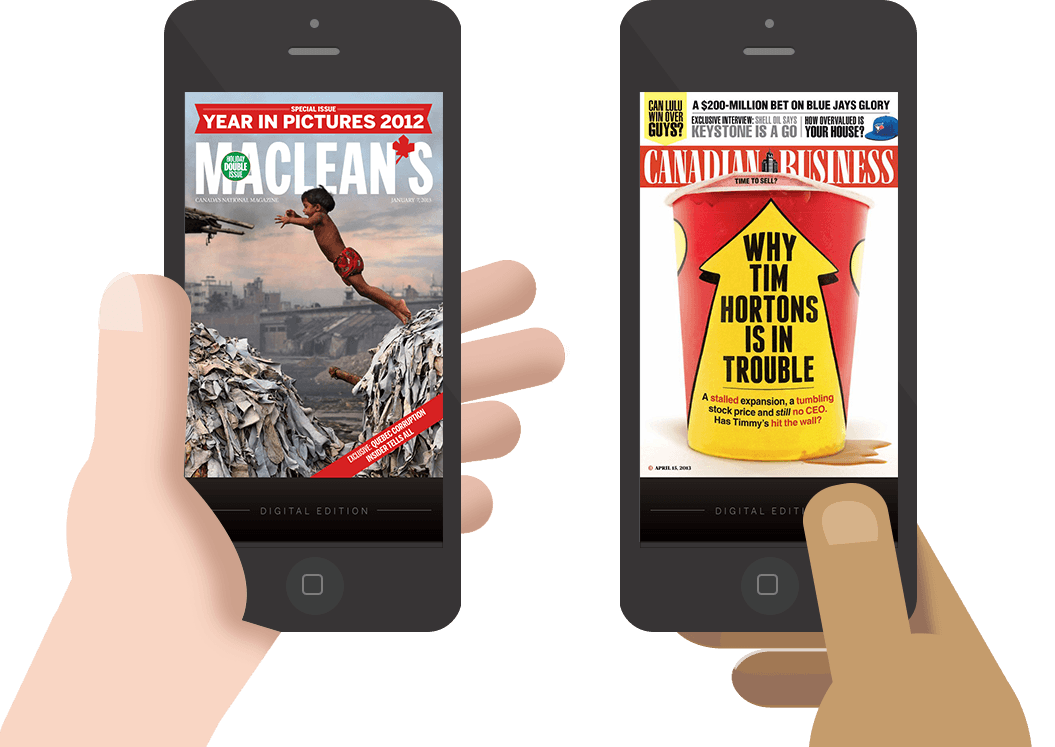 SPECIAL ISSUE
YEAR IN PICTURES 2012
MACLEAN'S
HOLIDAY
DOUBLE
ISSUE
CANADA'S NATIONAL MAGAZINE
JANUARY 7, 2013
EXCLUSIVE: QUEBEC CORRUPTION
INSIDER TELLS ALL
DIGITAL EDITION
CAN LULU
WIN OVER
GUYS?
A $200-MILLION BET ON BLUE JAYS GLORY
EXCLUSIVE INTERVIEW: SHELL OIL SAYS
KEYSTONE IS A GO
HOW OVERVALUED IS
YOUR HOUSE?
CANADIAN BUSINESS
TIME TO SELL?
WHY
TIM
HORTONS
IS IN
TROUBLE
A stalled expansion, a tumbling
stock price and still no CEO.
Has Timmy's hit the wall?
© APRIL 15, 2013
DIGITAL EDITI